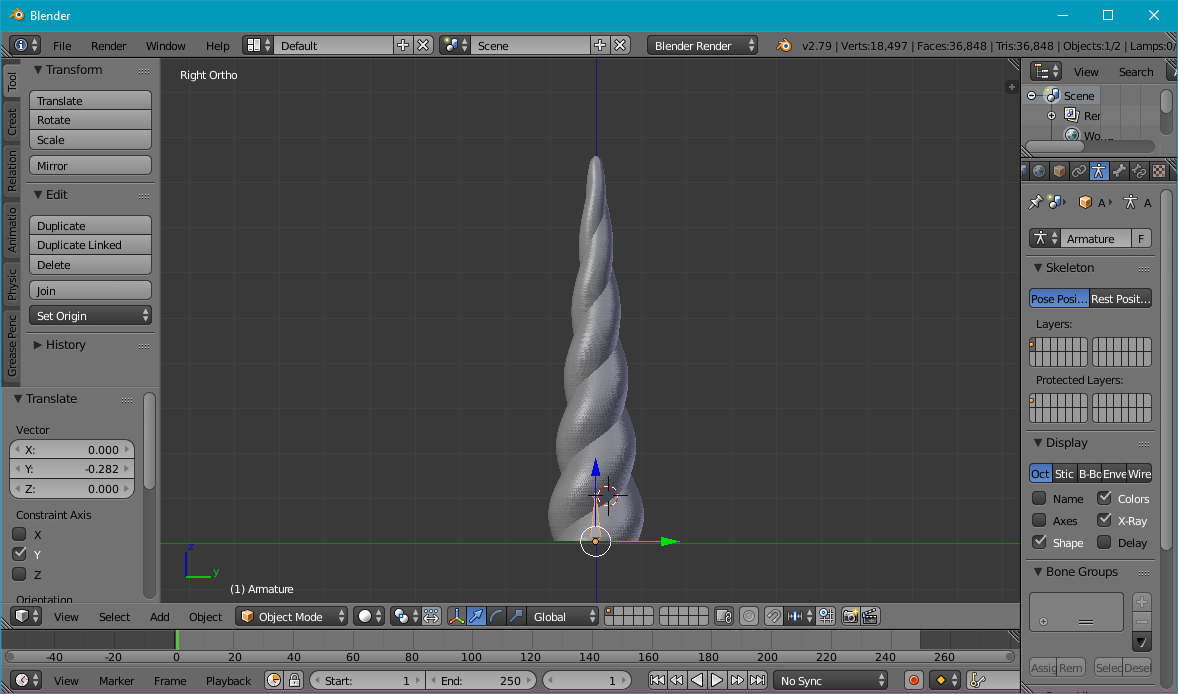 Blender
File Render Window Help Default Scene Blender Render v2.79 | Verts:18,497 | Faces:36,848 | Tris:36,848 | Objects:1/2 | Lamps:0/
Tool
Creat
Relation
Animatio
Physic
Grease Penc
Transform
Translate
Rotate
Scale
Mirror
Edit
Duplicate
Duplicate Linked
Delete
Join
Set Origin
History
Translate
Vector
X: 0.000
Y: -0.282
Z: 0.000
Constraint Axis
X
Y
Z
Orientation
Right Ortho
z
y
(1) Armature
View Select Add Object Object Mode Global
View Search
Scene
Rer
Wo
A A
Armature F
Skeleton
Pose Posi... Rest Posit...
Layers:
Protected Layers:
Display
Oct Stic B-Bo Enve Wire
Name Colors
Axes X-Ray
Shape Delay
Bone Groups
Assig Rem Selec Desel
-40 -20 0 20 40 60 80 100 120 140 160 180 200 220 240 260
View Marker Frame Playback Start: 1 End: 250 1 No Sync